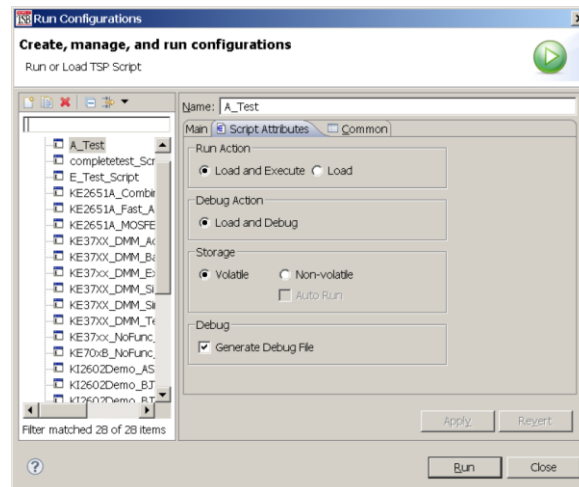 Run Configurations
Create, manage, and run configurations
Run or Load TSP Script
Name: A_Test
Main Script Attributes Common
A_Test
completetest_Scr
E_Test_Script
KE2651A_Combin
KE2651A_Fast_A
KE2651A_MOSFE
KE37XX_DMM_Ac
KE37XX_DMM_Ba
KE37xx_DMM_Ex
KE37XX_DMM_Si
KE37XX_DMM_Sir
KE37XX_DMM_Te
KE37xx_NoFunc_
KE70xB_NoFunc_
KI2602Demo_AS
KI2602Demo_BJ
KI2602Demo_BT
Filter matched 28 of 28 items
Run Action
Load and Execute Load
Debug Action
Load and Debug
Storage
Volatile Non-volatile
Auto Run
Debug
Generate Debug File
Apply Revert
Run Close